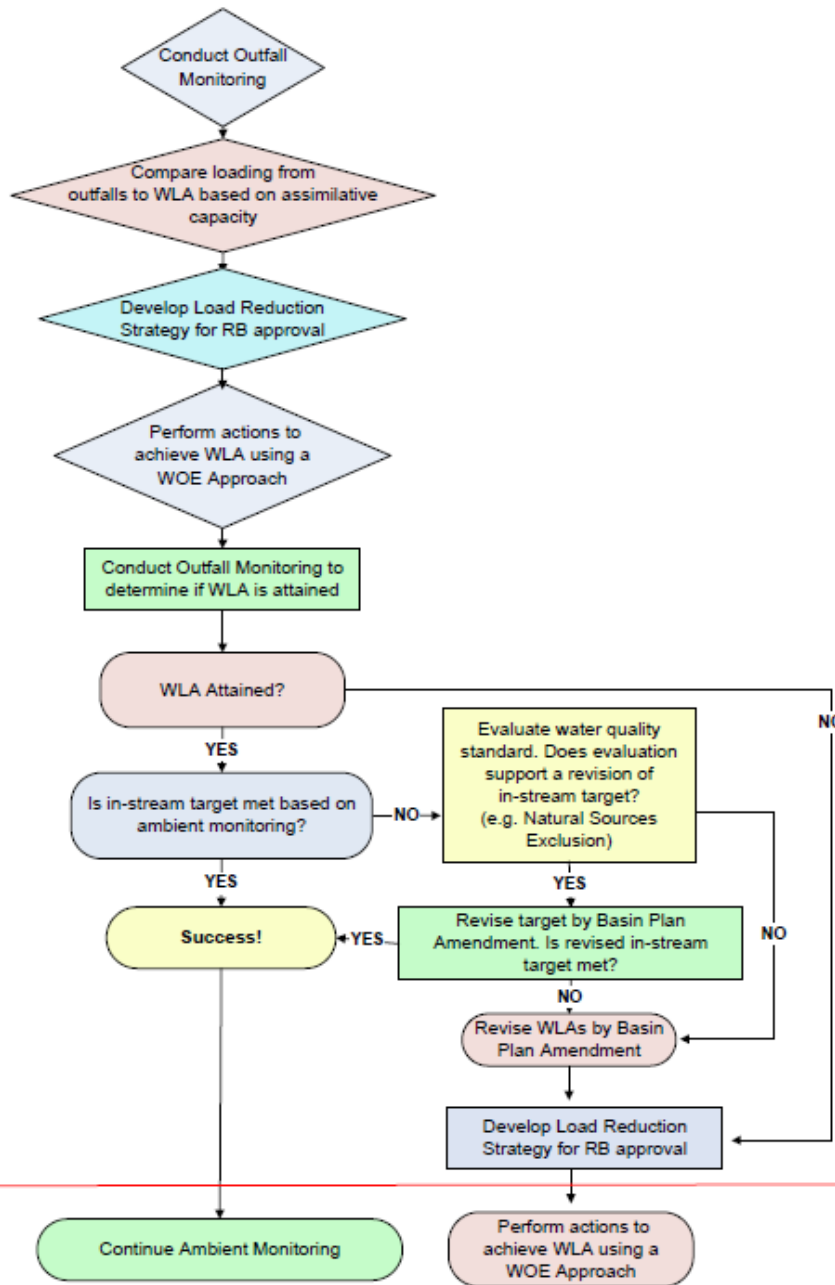 Conduct Outfall
Monitoring
Compare loading from
outfalls to WLA based on assimilative
capacity
Develop Load Reduction
Strategy for RB approval
Perform actions to
achieve WLA using a
WOE Approach
Conduct Outfall Monitoring to
determine if WLA is attained
WLA Attained?
NO
YES
Evaluate water quality
standard. Does evaluation
support a revision of
in-stream target?
(e.g. Natural Sources
Exclusion)
Is in-stream target met based on
ambient monitoring?
NO
YES
YES
NO
Success!
YES
Revise target by Basin Plan
Amendment. Is revised in-stream
target met?
NO
Revise WLAs by Basin
Plan Amendment
Develop Load Reduction
Strategy for RB approval
Continue Ambient Monitoring
Perform actions to
achieve WLA using a
WOE Approach